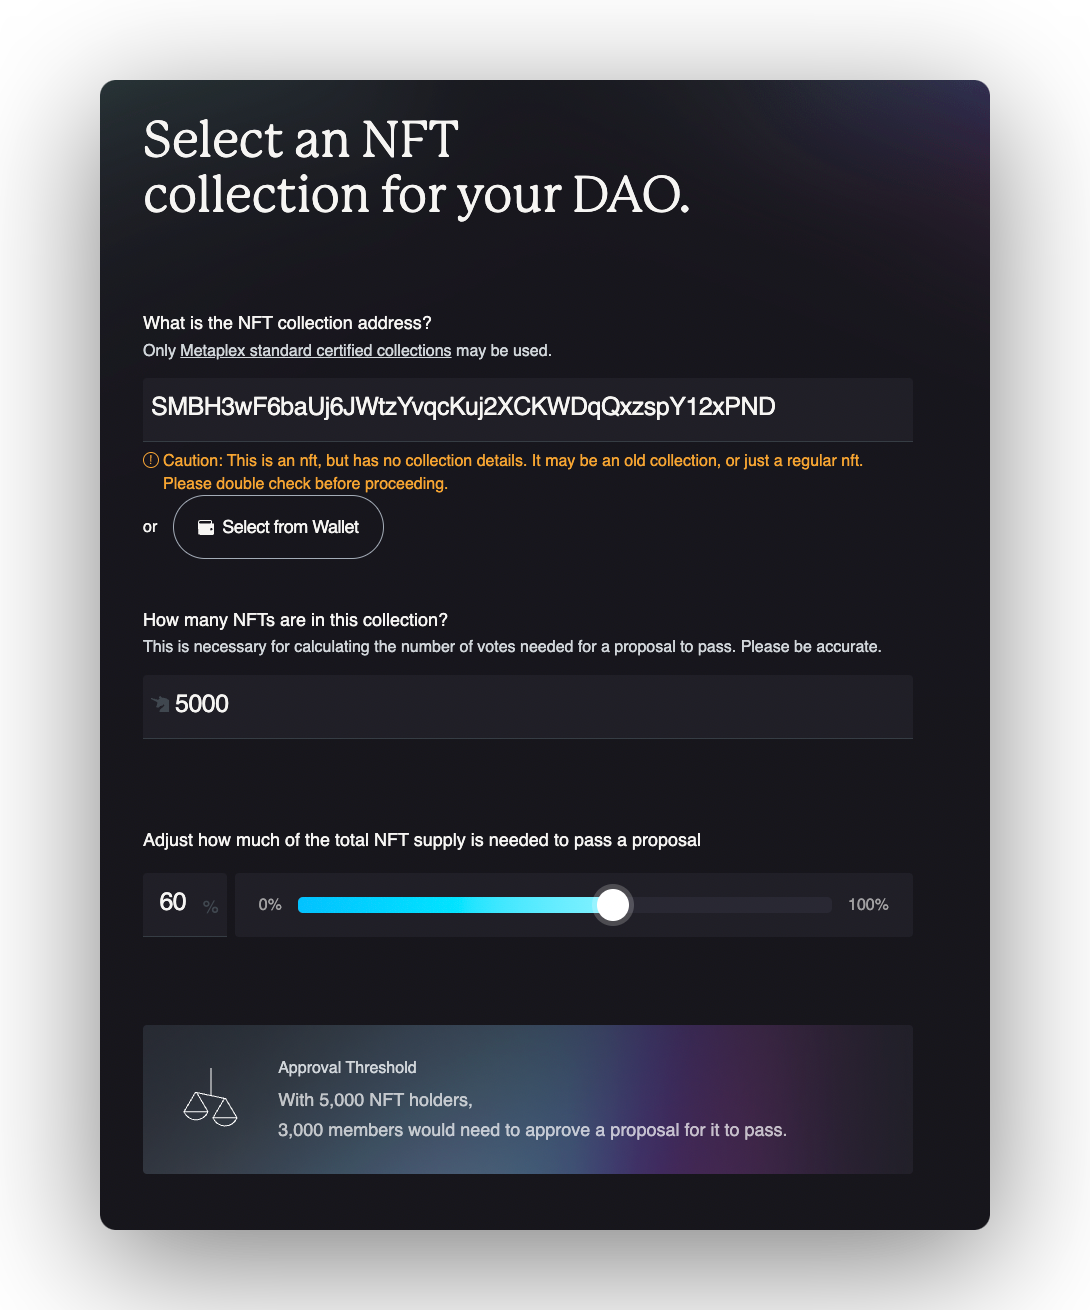 Select an NFT
collection for your DAO.
What is the NFT collection address?
Only Metaplex standard certified collections may be used.
SMBH3wF6baUj6JWtzYvqcKuj2XCKWDqQxzspY12xPND
Caution: This is an nft, but has no collection details. It may be an old collection, or just a regular nft.
Please double check before proceeding.
or Select from Wallet
How many NFTs are in this collection?
This is necessary for calculating the number of votes needed for a proposal to pass. Please be accurate.
5000
Adjust how much of the total NFT supply is needed to pass a proposal
60 % 0% 100%
Approval Threshold
With 5,000 NFT holders,
3,000 members would need to approve a proposal for it to pass.